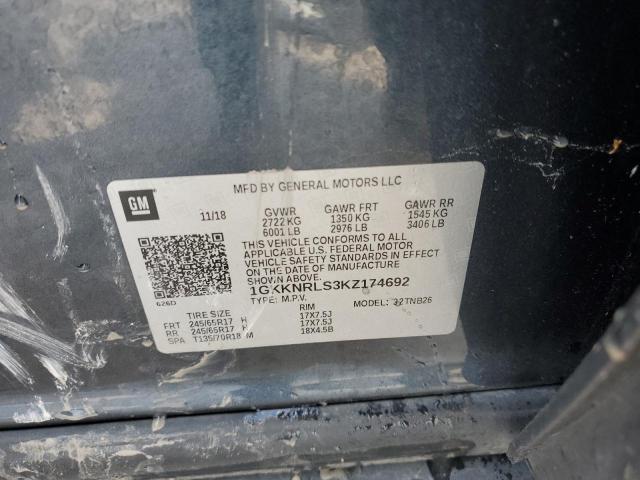 MFD BY GENERAL MOTORS LLC
GM
11/18 GVWR GAWR FRT GAWR RR
2722 KG 1350 KG 1545 KG
6001 LB 2976 LB 3406 LB
THIS VEHICLE CONFORMS TO ALL
APPLICABLE U.S. FEDERAL MOTOR
VEHICLE SAFETY STANDARDS IN EFFECT
ON THE DATE OF MANUFACTURE
SHOWN ABOVE.
626D
1GKKNRLS3KZ174692
TYPE: M.P.V. MODEL: 32TNB26
TIRE SIZE RIM
FRT 245/65R17 H 17X7.5J
RR 245/65R17 H 17X7.5J
SPA T135/70R18 M 18X4.5B